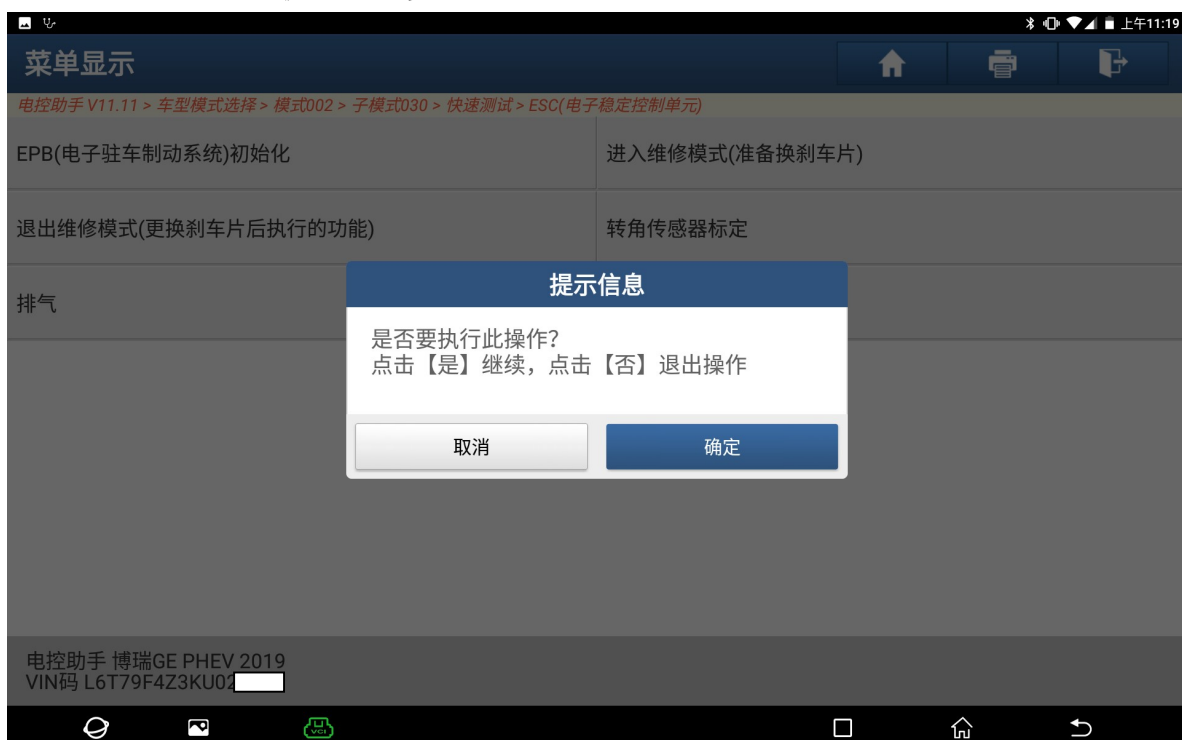 上午11:19
菜单显示
电控助手 V11.11 > 车型模式选择 > 模式002 > 子模式030 > 快速测试 > ESC(电子稳定控制单元)
EPB(电子驻车制动系统)初始化
进入维修模式(准备换刹车片)
退出维修模式(更换刹车片后执行的功能)
转角传感器标定
排气
提示信息
是否要执行此操作?
点击【是】继续，点击【否】退出操作
取消
确定
电控助手 博瑞GE PHEV 2019
VIN码 L6T79F4Z3KU02
VCI